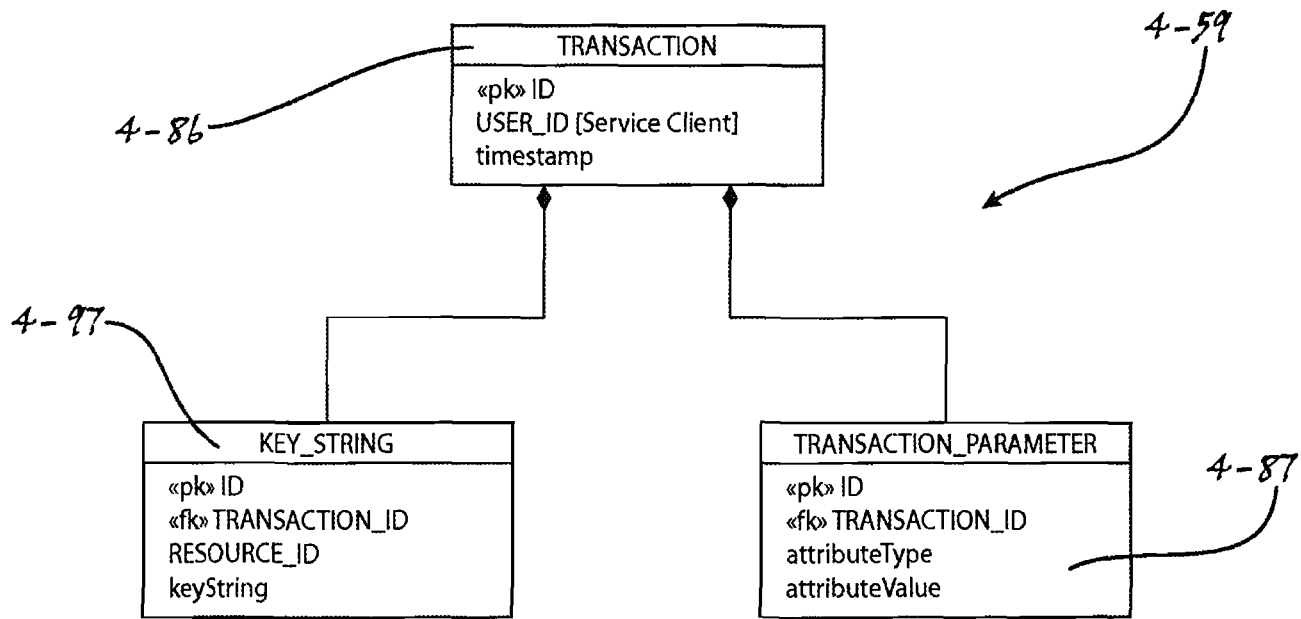 4-59
TRANSACTION
«pk» ID
USER_ID [Service Client]
timestamp
4-86
4-97
KEY_STRING
«pk» ID
«fk» TRANSACTION_ID
RESOURCE_ID
keyString
TRANSACTION_PARAMETER
«pk» ID
«fk» TRANSACTION_ID
attributeType
attributeValue
4-87